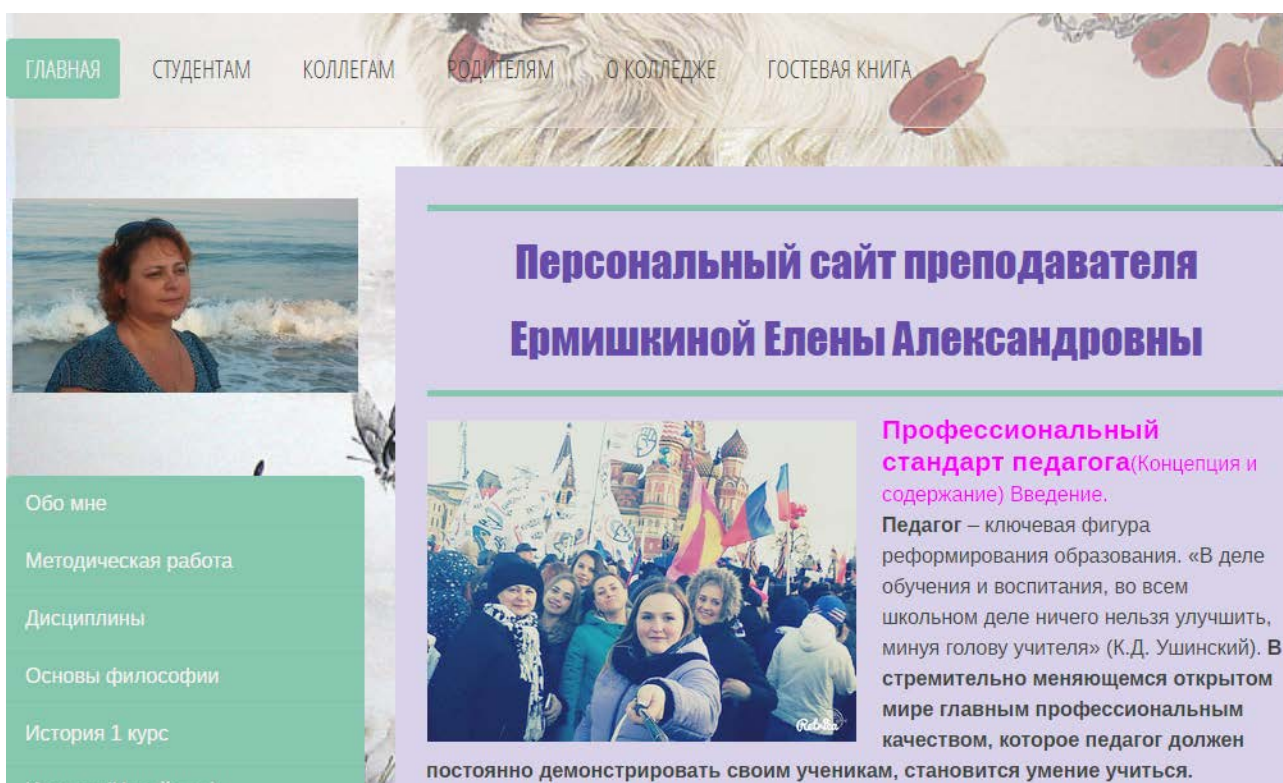 ГЛАВНАЯ СТУДЕНТАМ КОЛЛЕГАМ РОДИТЕЛЯМ О КОЛЛЕДЖЕ ГОСТЕВАЯ КНИГА
Персональный сайт преподавателя
Ермишкиной Елены Александровны
Обо мне
Методическая работа
Дисциплины
Основы философии
История 1 курс
Retrica
Профессиональный
стандарт педагога(Концепция и
содержание) Введение.
Педагог – ключевая фигура
реформирования образования. «В деле
обучения и воспитания, во всем
школьном деле ничего нельзя улучшить,
минуя голову учителя» (К.Д. Ушинский). В
стремительно меняющемся открытом
мире главным профессиональным
качеством, которое педагог должен
постоянно демонстрировать своим ученикам, становится умение учиться.